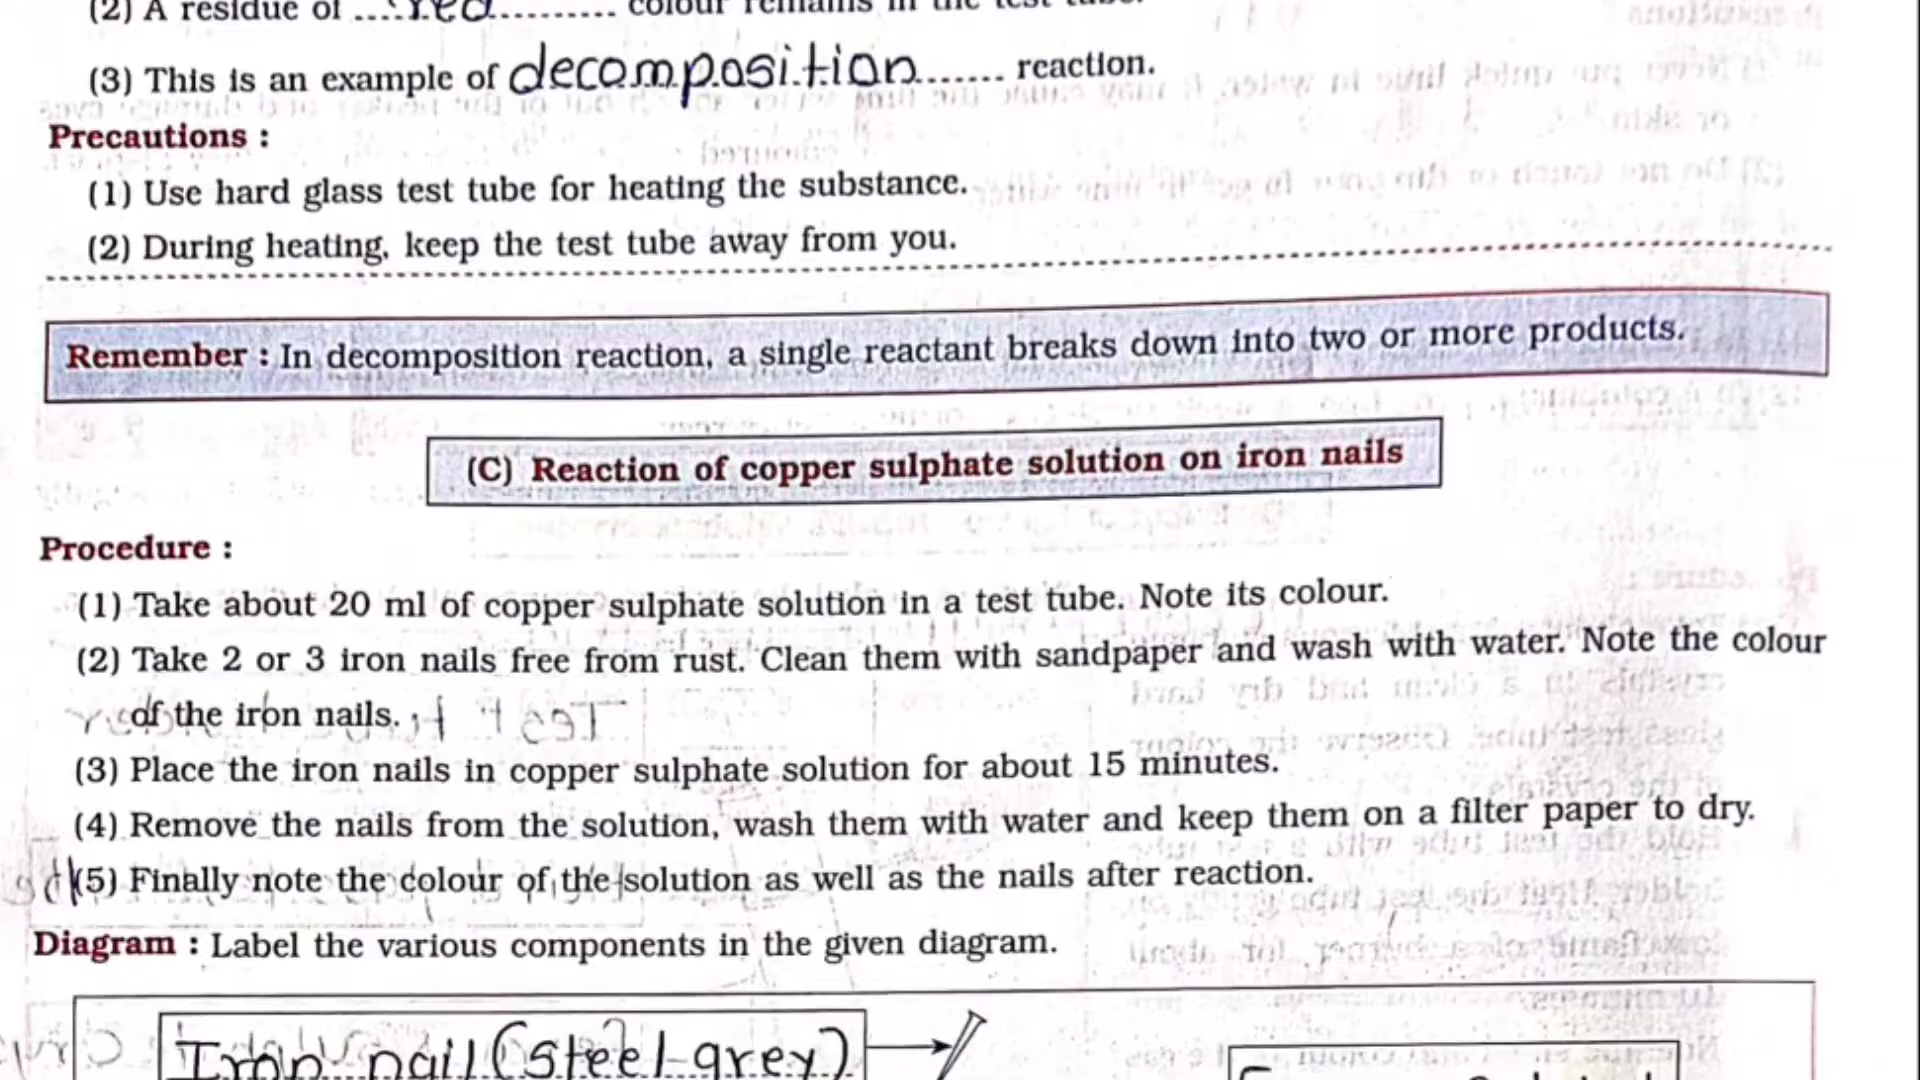 (2) A residue of ....red............. colour remains in the test tube.
(3) This is an example of decomposition....... reaction.
Precautions :
(1) Use hard glass test tube for heating the substance.
(2) During heating, keep the test tube away from you.
Remember : In decomposition reaction, a single reactant breaks down into two or more products.
(C) Reaction of copper sulphate solution on iron nails
Procedure :
(1) Take about 20 ml of copper sulphate solution in a test tube. Note its colour.
(2) Take 2 or 3 iron nails free from rust. Clean them with sandpaper and wash with water. Note the colour
of the iron nails.
(3) Place the iron nails in copper sulphate solution for about 15 minutes.
(4) Remove the nails from the solution, wash them with water and keep them on a filter paper to dry.
(5) Finally note the colour of the solution as well as the nails after reaction.
Diagram : Label the various components in the given diagram.
Iron nail (steel grey)